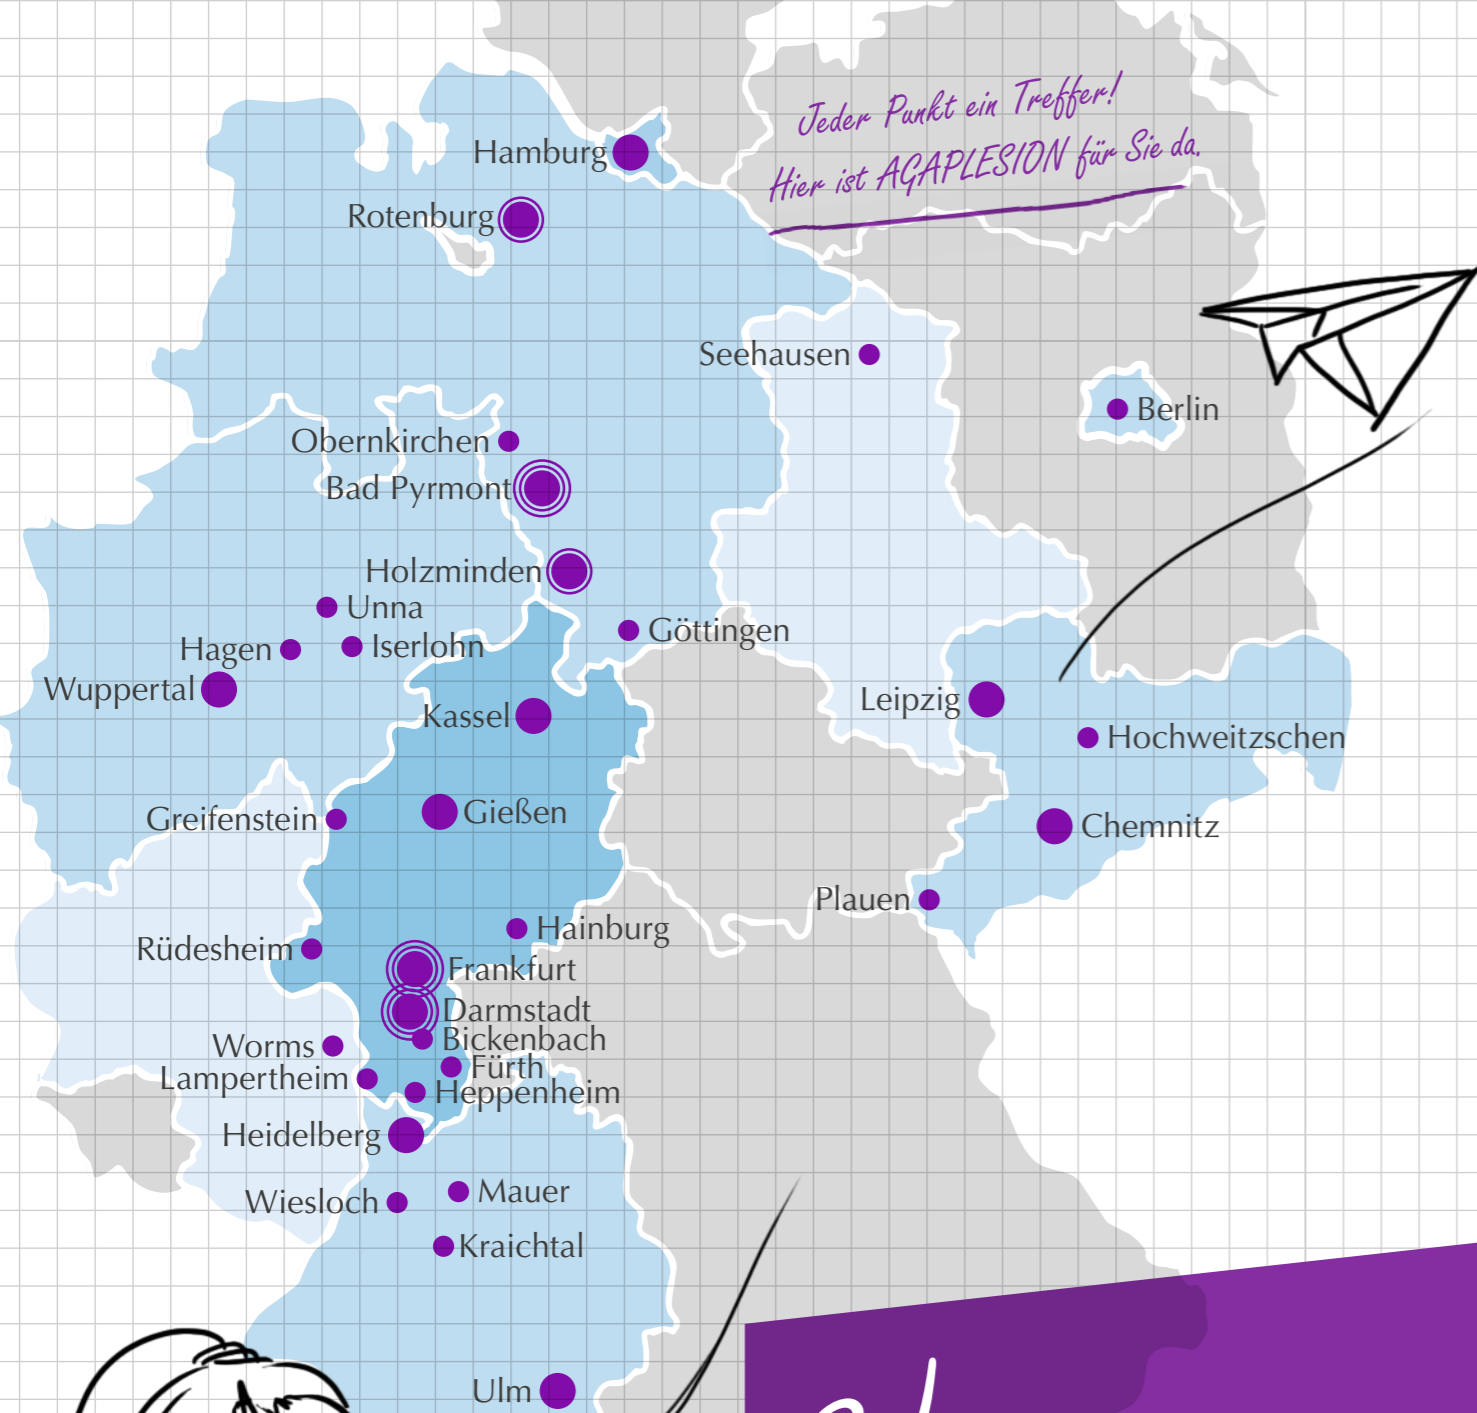 Jeder Punkt ein Treffer!
Hier ist AGAPLESION für Sie da.
Hamburg
Rotenburg
Seehausen
Berlin
Obernkirchen
Bad Pyrmont
Holzminden
Unna
Göttingen
Hagen
Iserlohn
Wuppertal
Leipzig
Kassel
Hochweitzschen
Greifenstein
Gießen
Chemnitz
Plauen
Hainburg
Rüdesheim
Frankfurt
Darmstadt
Bickenbach
Worms
Fürth
Lampertheim
Heppenheim
Heidelberg
Mauer
Wiesloch
Kraichtal
Ulm